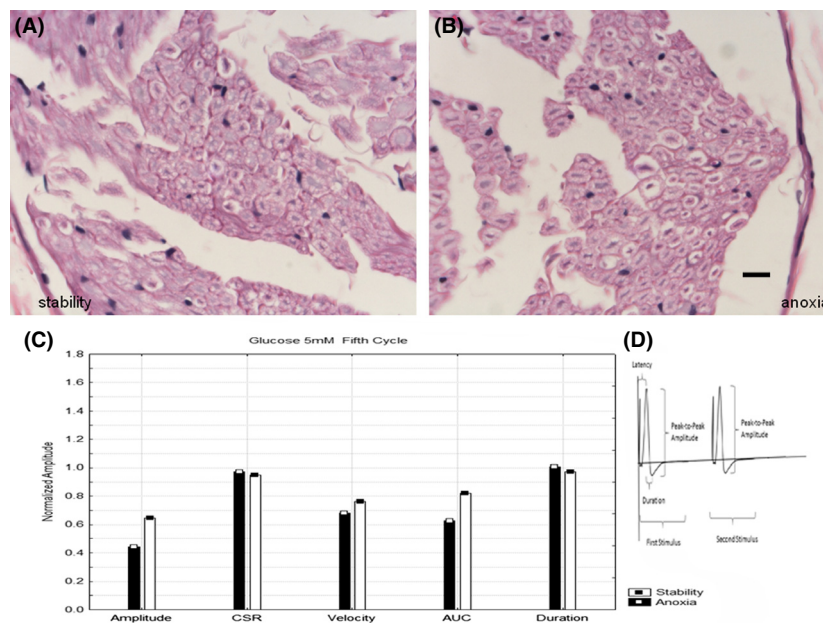 (A)
(B)
stability
anoxia
(C)
Glucose 5mM Fifth Cycle
Normalized Amplitude
1.8
1.6
1.4
1.2
1.0
0.8
0.6
0.4
0.2
0.0
Amplitude
CSR
Velocity
AUC
Duration
(D)
Latency
Peak-to-Peak
Amplitude
Peak-to-Peak
Amplitude
Duration
First Stimulus
Second Stimulus
Stability
Anoxia